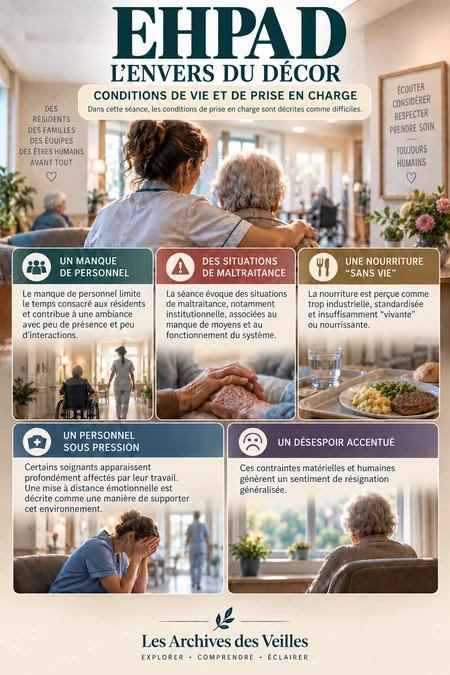 EHPAD
L'ENVERS DU DÉCOR
CONDITIONS DE VIE ET DE PRISE EN CHARGE
Dans cette séance, les conditions de prise en charge sont décrites comme difficiles.
DES
RÉSIDENTS
DES FAMILLES
DES ÉQUIPES
DES ÊTRES HUMAINS
AVANT TOUT
ÉCOUTER
CONSIDÉRER
RESPECTER
PRENDRE SOIN
TOUJOURS
HUMAINS
UN MANQUE
DE PERSONNEL
Le manque de personnel limite
le temps consacré aux résidents
et contribue à une ambiance
avec peu de présence et peu
d'interactions.
DES SITUATIONS
DE MALTRAITANCE
La séance évoque des situations
de maltraitance, notamment
institutionnelle, associées au
manque de moyens et au
fonctionnement du système.
UNE NOURRITURE
"SANS VIE"
La nourriture est perçue comme
trop industrielle, standardisée
et insuffisamment "vivante"
ou nourrissante.
UN PERSONNEL
SOUS PRESSION
Certains soignants apparaissent
profondément affectés par leur travail.
Une mise à distance émotionnelle est
décrite comme une manière de supporter
cet environnement.
UN DÉSESPOIR ACCENTUÉ
Ces contraintes matérielles et humaines
génèrent un sentiment de résignation
généralisée.
Les Archives des Veilles
EXPLORER • COMPRENDRE • ÉCLAIRER